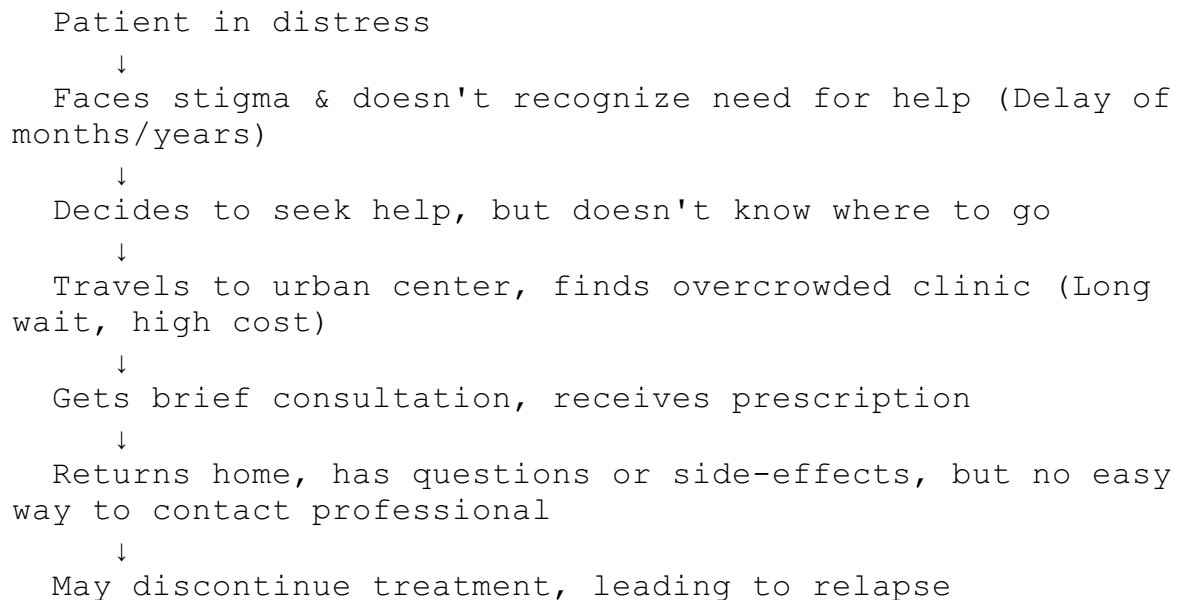 Patient in distress
↓
Faces stigma & doesn't recognize need for help (Delay of
months/years)
↓
Decides to seek help, but doesn't know where to go
↓
Travels to urban center, finds overcrowded clinic (Long
wait, high cost)
↓
Gets brief consultation, receives prescription
↓
Returns home, has questions or side-effects, but no easy
way to contact professional
↓
May discontinue treatment, leading to relapse